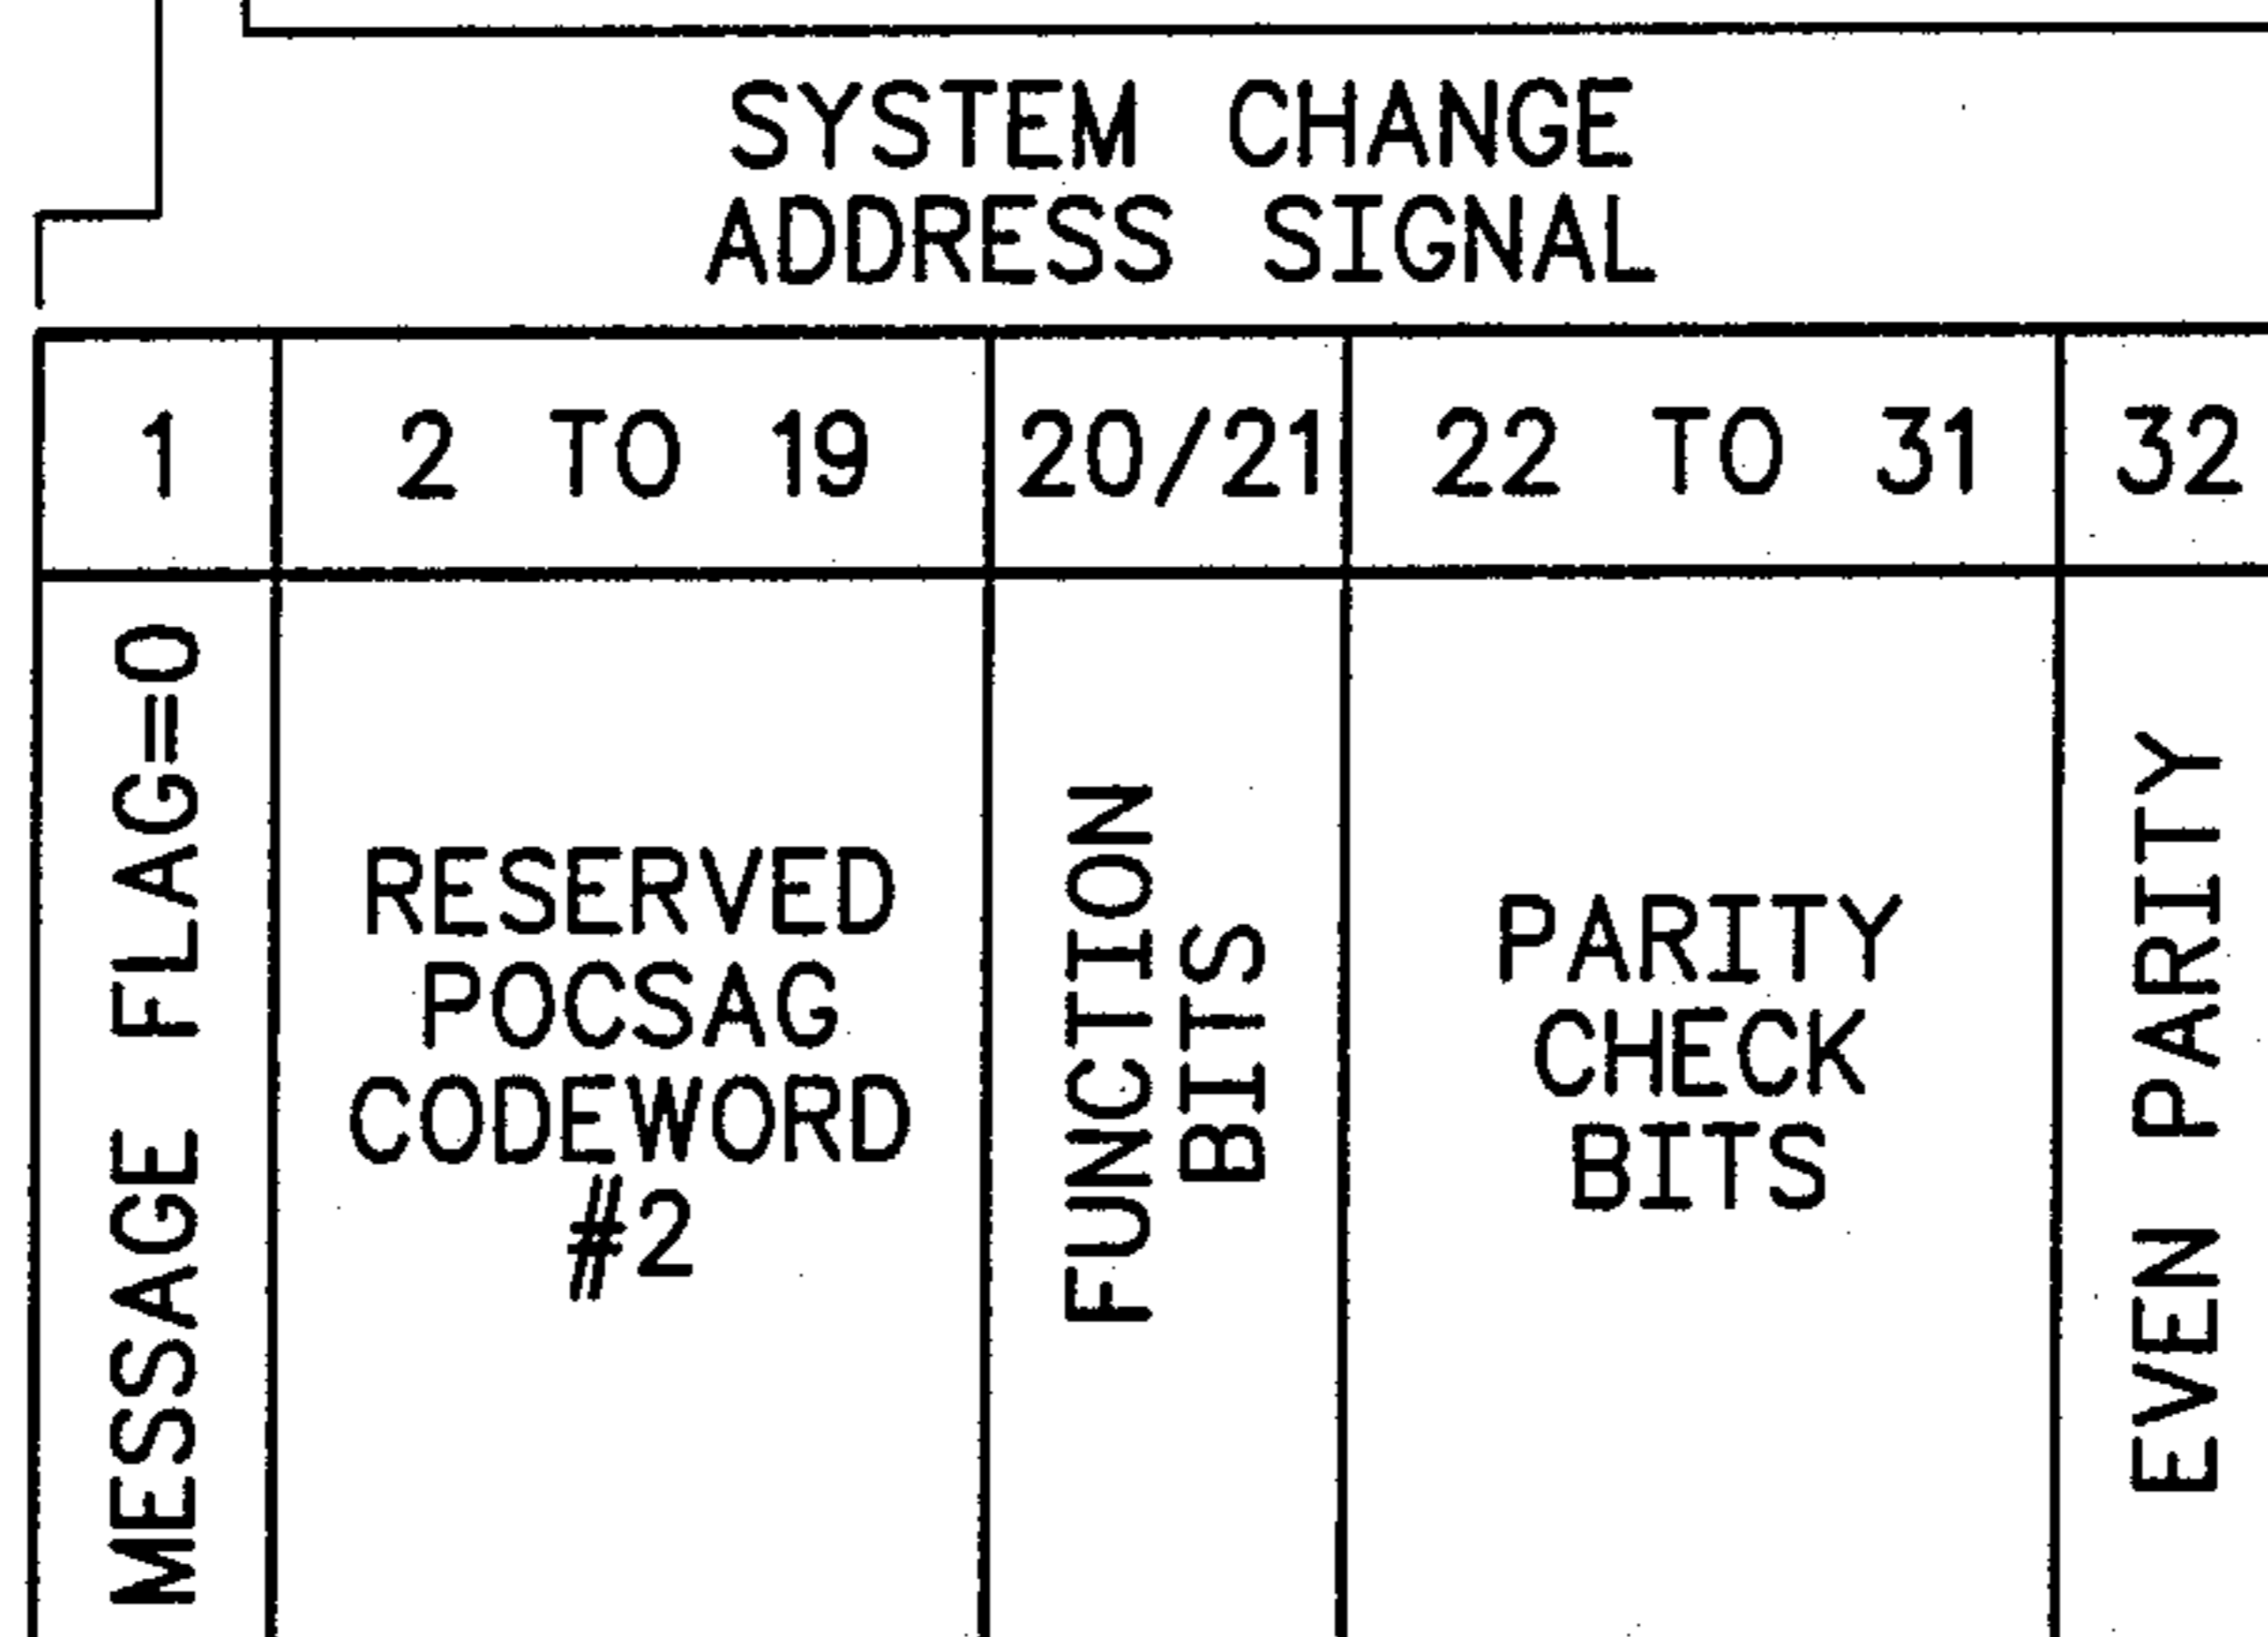 SYSTEM CHANGE
ADDRESS SIGNAL
1
2 TO 19
20/21
22 TO 31
32
MESSAGE FLAG=0
RESERVED
POCSAG
CODEWORD
#2
FUNCTION
BITS
PARITY
CHECK
BITS
EVEN PARITY